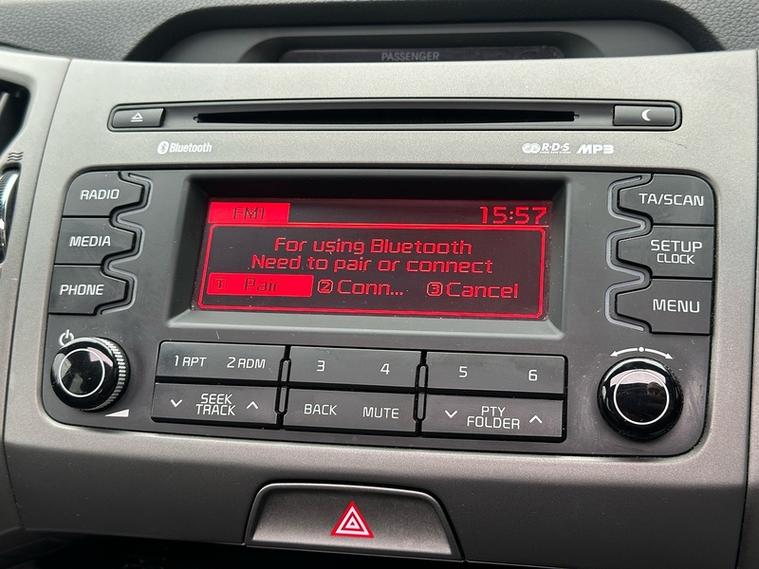 PASSENGER
Bluetooth
R·D·S
MP3
RADIO
MEDIA
PHONE
FM1
15:57
For using Bluetooth
Need to pair or connect
1 Pair 2 Conn... 3 Cancel
TA/SCAN
SETUP
CLOCK
MENU
1 RPT 2 RDM 3 4 5 6
SEEK
TRACK
BACK MUTE
PTY
FOLDER